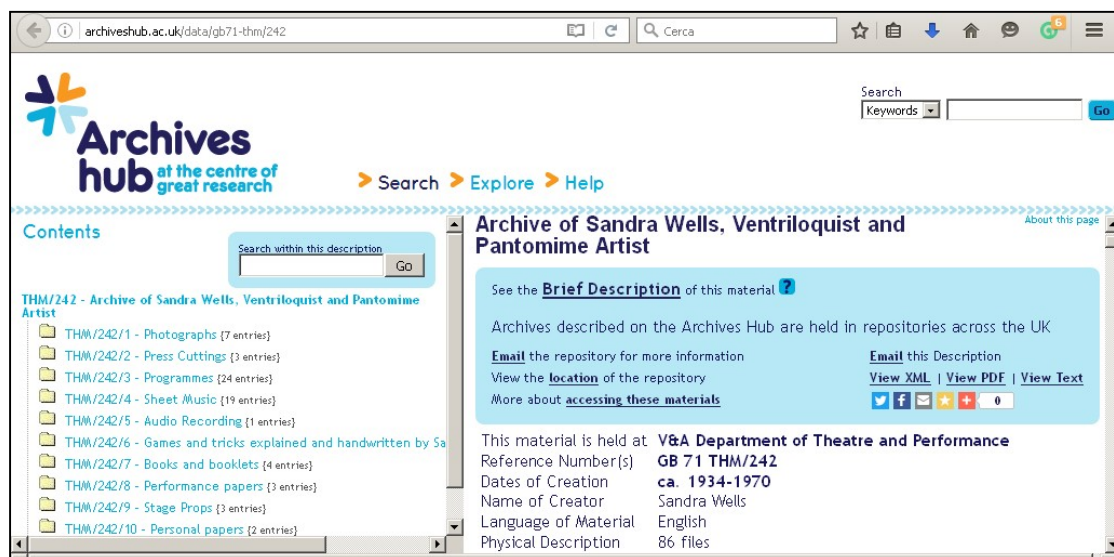 archiveshub.ac.uk/data/gb71-thm/242
Cerca
6
Search
Keywords
Go
Archives
hub at the centre of
great research
Search Explore Help
Contents
Search within this description
Go
THM/242 - Archive of Sandra Wells, Ventriloquist and Pantomime
Artist
THM/242/1 - Photographs {7 entries}
THM/242/2 - Press Cuttings {3 entries}
THM/242/3 - Programmes {24 entries}
THM/242/4 - Sheet Music {19 entries}
THM/242/5 - Audio Recording {1 entries}
THM/242/6 - Games and tricks explained and handwritten by Sa
THM/242/7 - Books and booklets {4 entries}
THM/242/8 - Performance papers {3 entries}
THM/242/9 - Stage Props {3 entries}
THM/242/10 - Personal papers {2 entries}
About this page
Archive of Sandra Wells, Ventriloquist and
Pantomime Artist
See the Brief Description of this material ?
Archives described on the Archives Hub are held in repositories across the UK
Email the repository for more information
View the location of the repository
More about accessing these materials
Email this Description
View XML | View PDF | View Text
0
This material is held at V&A Department of Theatre and Performance
Reference Number(s) GB 71 THM/242
Dates of Creation ca. 1934-1970
Name of Creator Sandra Wells
Language of Material English
Physical Description 86 files